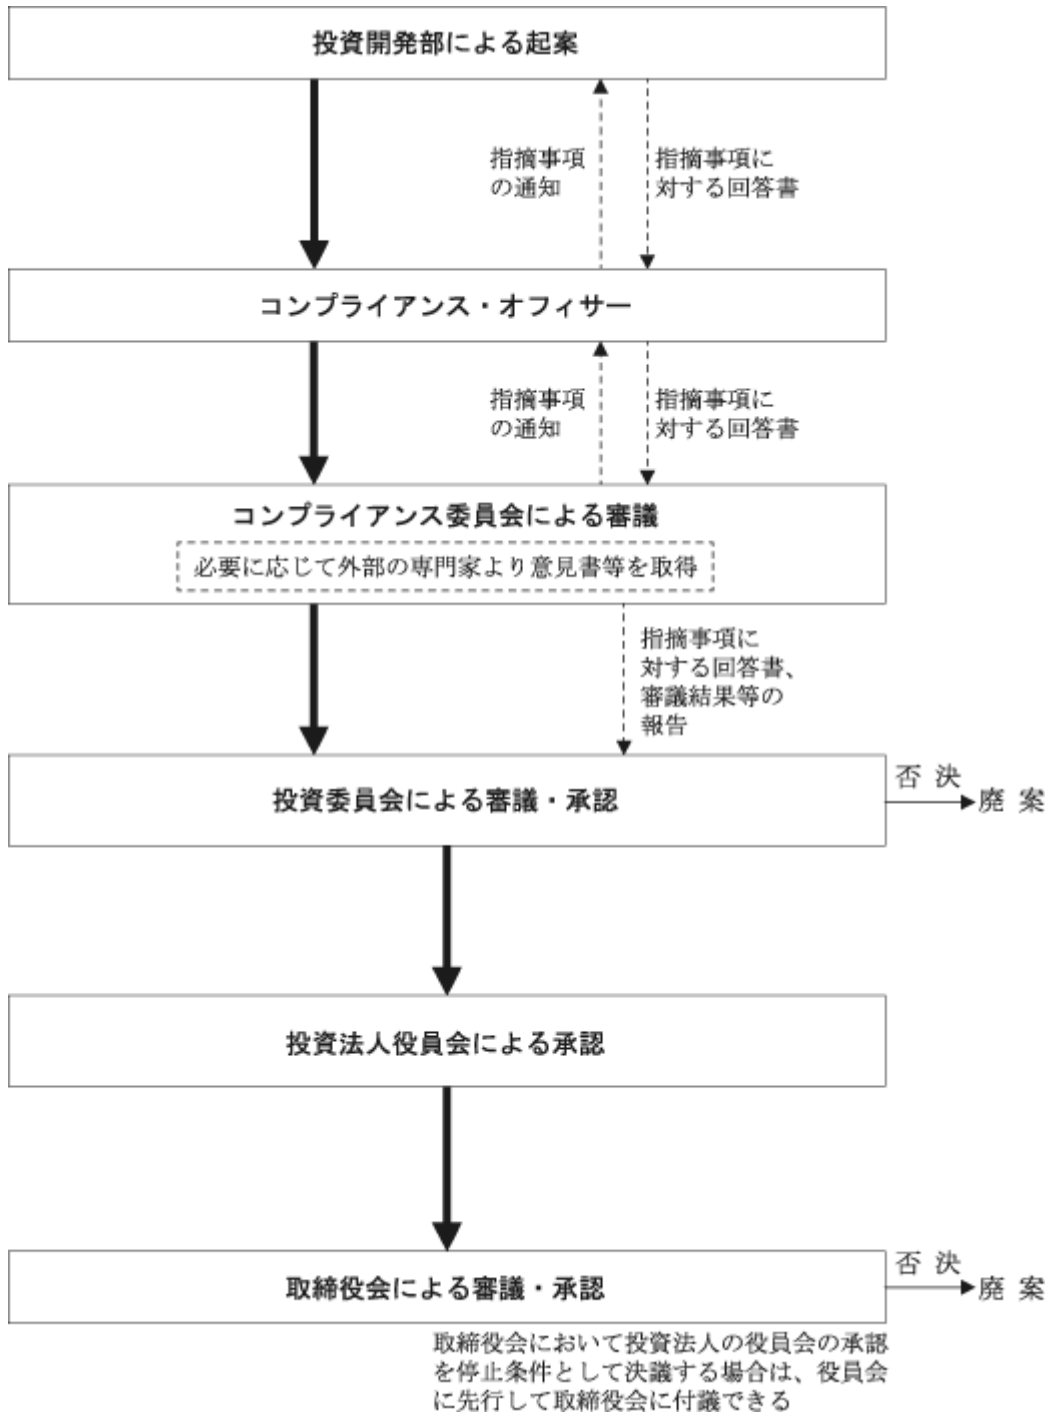 投資開発部による起案
指摘事項
の通知
指摘事項に
対する回答書
コンプライアンス・オフィサー
指摘事項
の通知
指摘事項に
対する回答書
コンプライアンス委員会による審議
必要に応じて外部の専門家より意見書等を取得
指摘事項に
対する回答書、
審議結果等の
報告
投資委員会による審議・承認
否決
廃案
投資法人役員会による承認
取締役会による審議・承認
否決
廃案
取締役会において投資法人の役員会の承認
を停止条件として決議する場合は、役員会
に先行して取締役会に付議できる